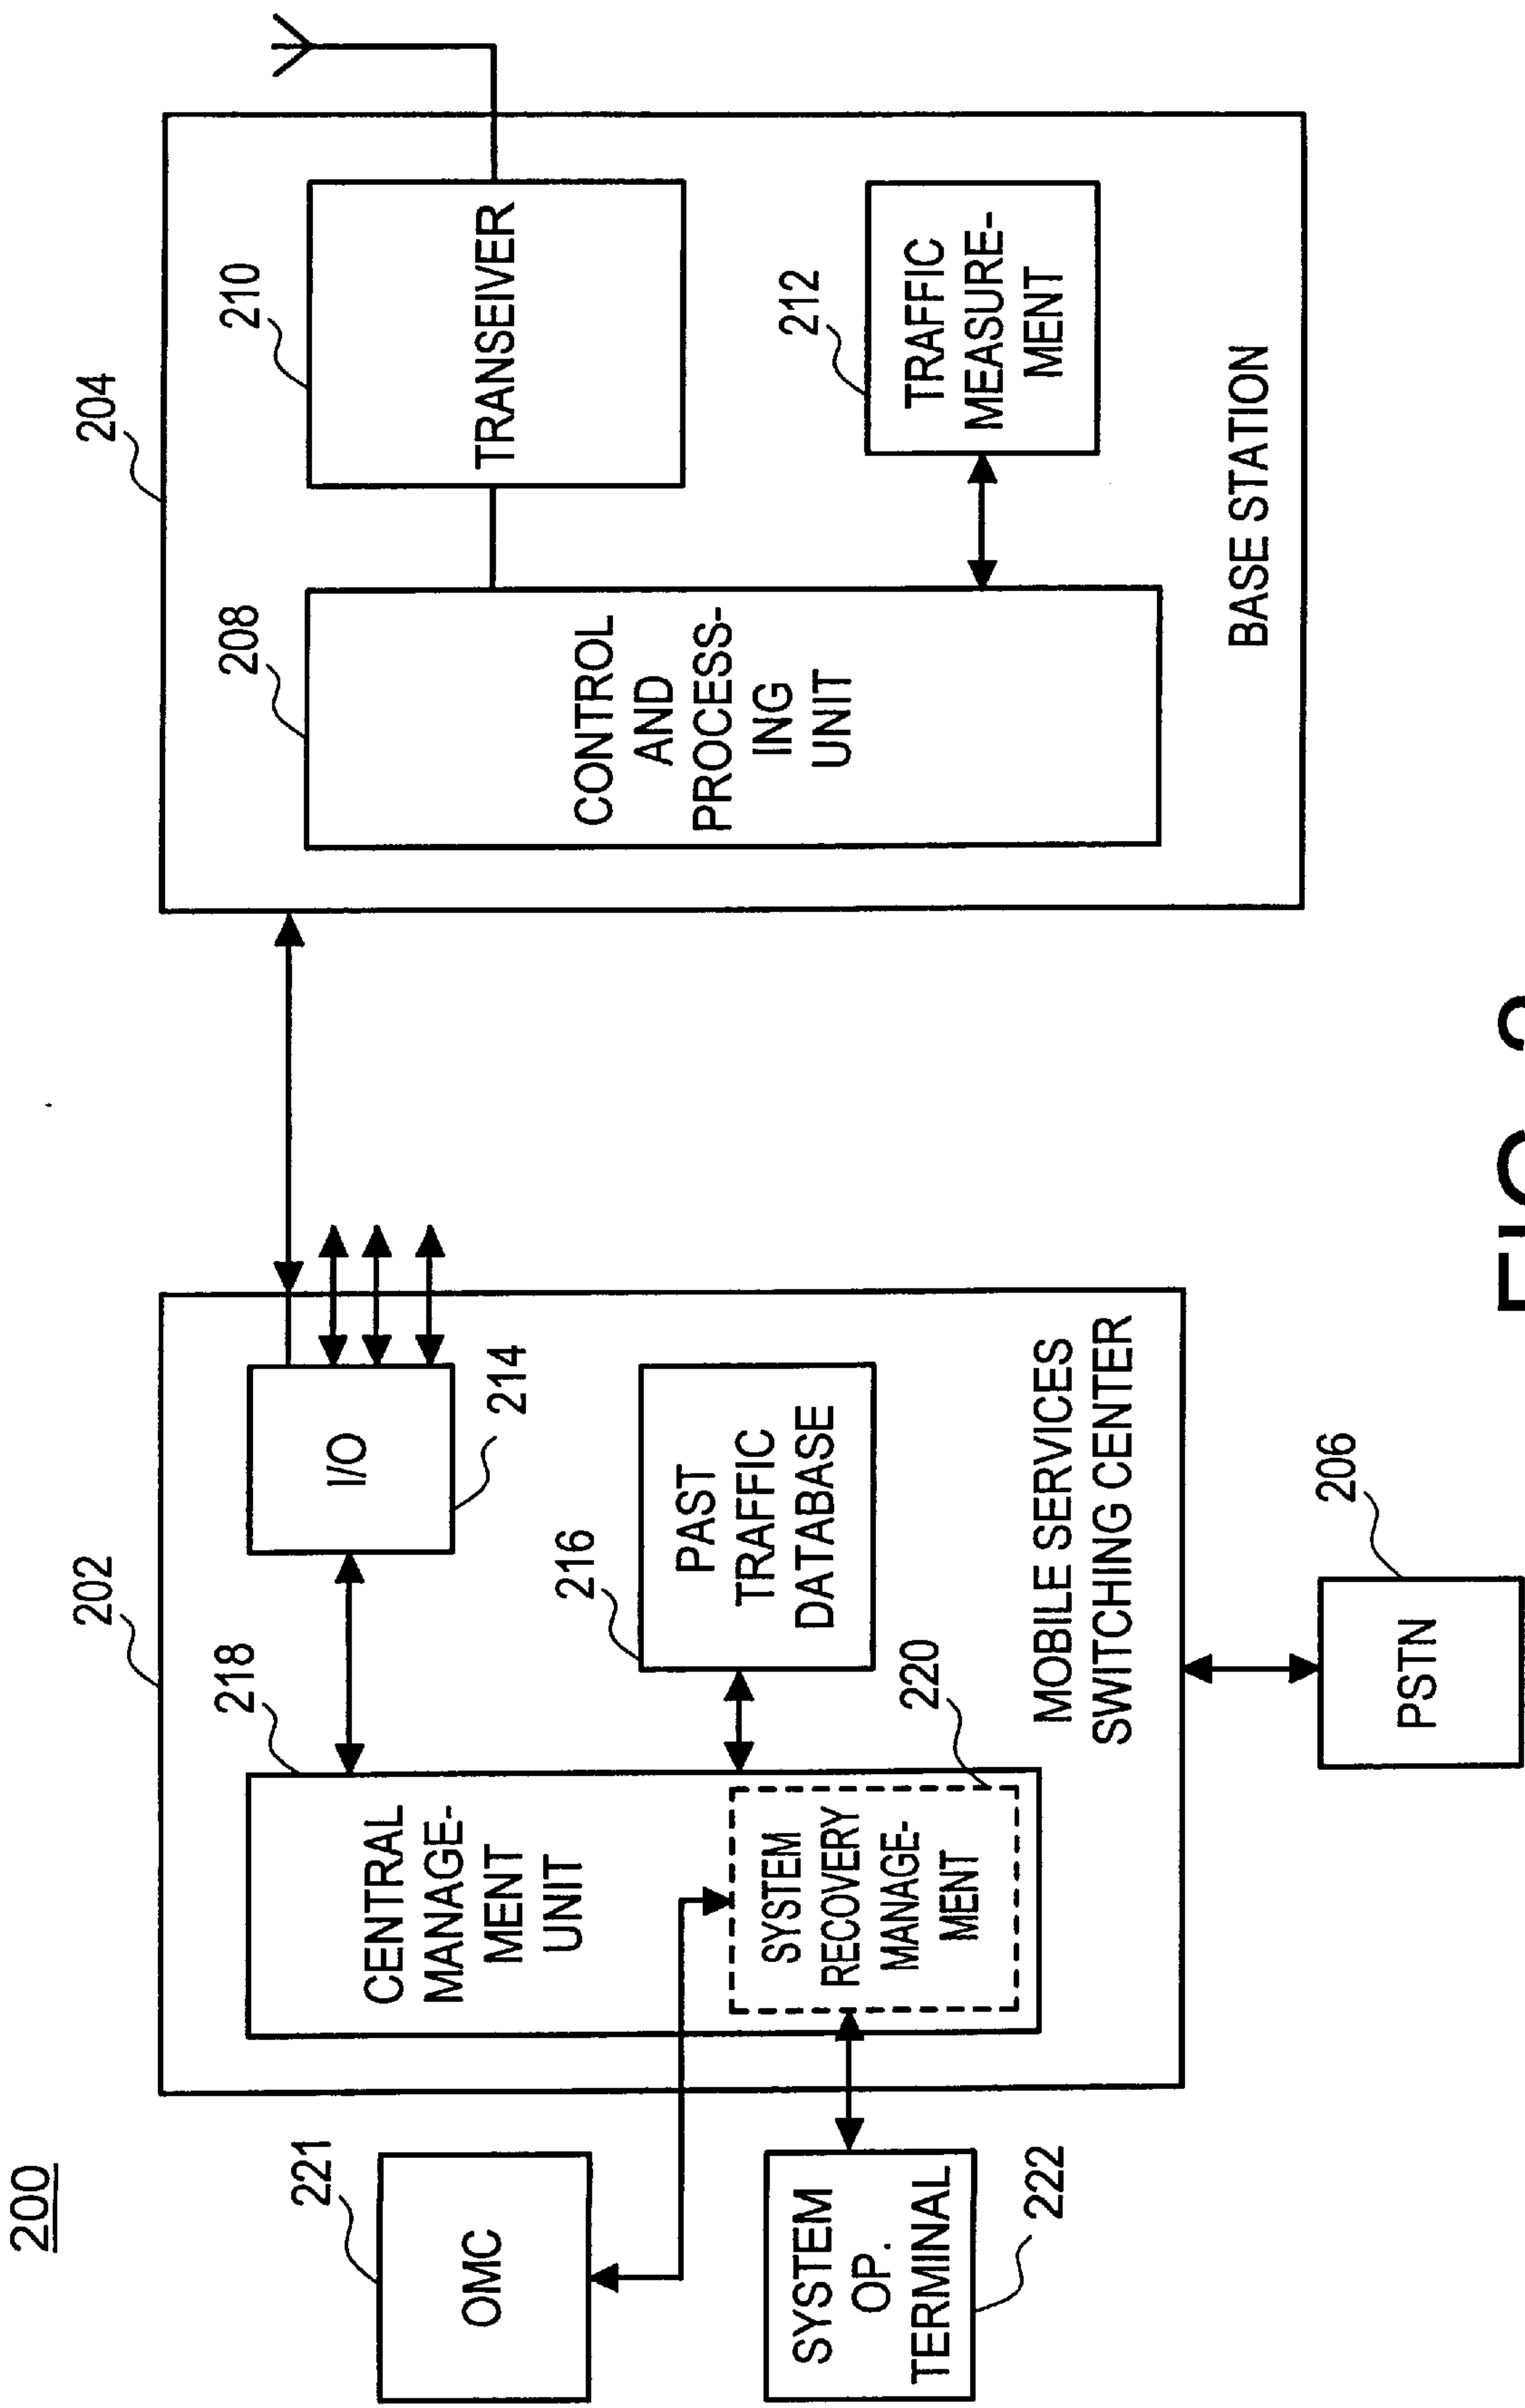 200
202
218
CENTRAL
MANAGE-
MENT
UNIT
I/O
214
216
PAST
TRAFFIC
DATABASE
220
SYSTEM
RECOVERY
MANAGE-
MENT
MOBILE SERVICES
SWITCHING CENTER
221
OMC
SYSTEM
OP.
TERMINAL
222
206
PSTN
204
208
CONTROL
AND
PROCESS-
ING
UNIT
210
TRANSEIVER
212
TRAFFIC
MEASURE-
MENT
BASE STATION